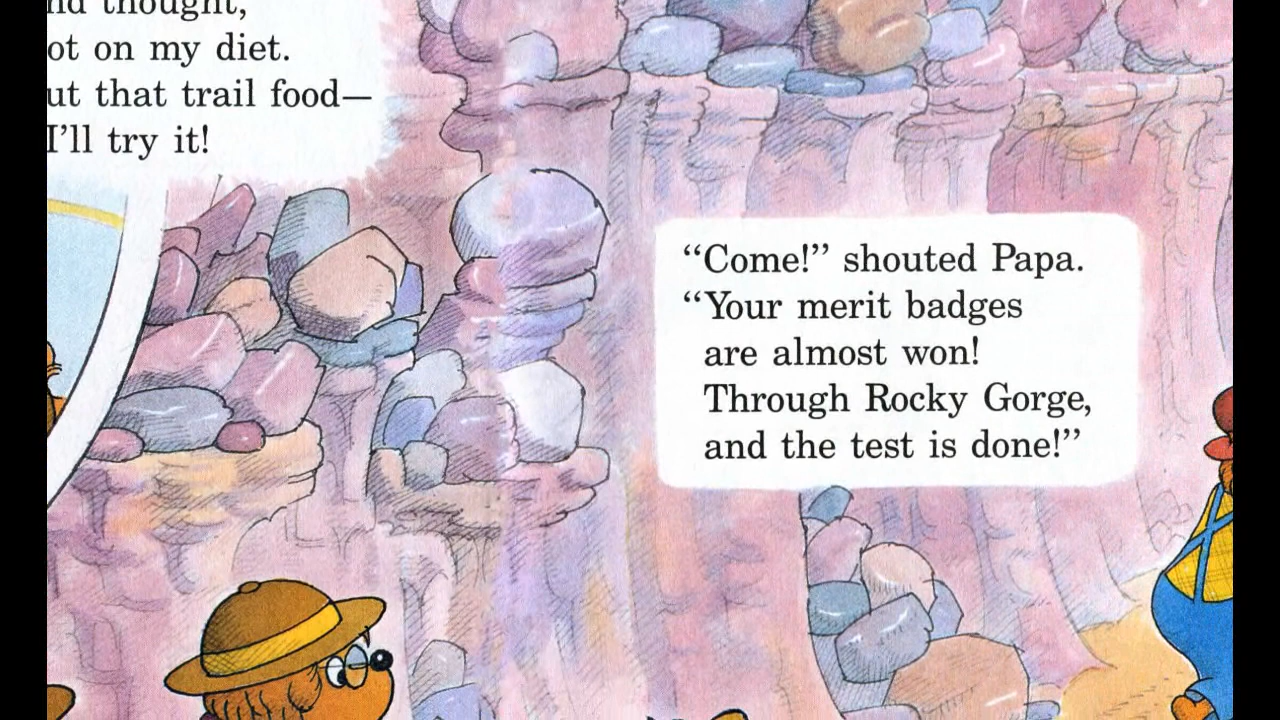 ot on my diet.
that trail food—
I'll try it!
“Come!” shouted Papa.
“Your merit badges
are almost won!
Through Rocky Gorge,
and the test is done!”